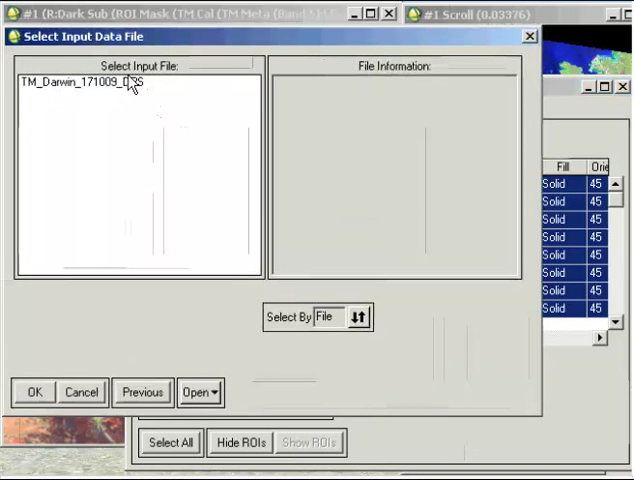 #1 (R:Dark Sub (ROI Mask (TM Cal (TM Meta (Band
#1 Scroll (0.03376)
Select Input Data File
Select Input File:
File Information:
TM_Darwin_171009_DOS
Fill Orie
Solid 45
Solid 45
Solid 45
Solid 45
Solid 45
Solid 45
Solid 45
Solid 45
Select By File
OK Cancel Previous Open
Select All Hide ROIs Show ROIs